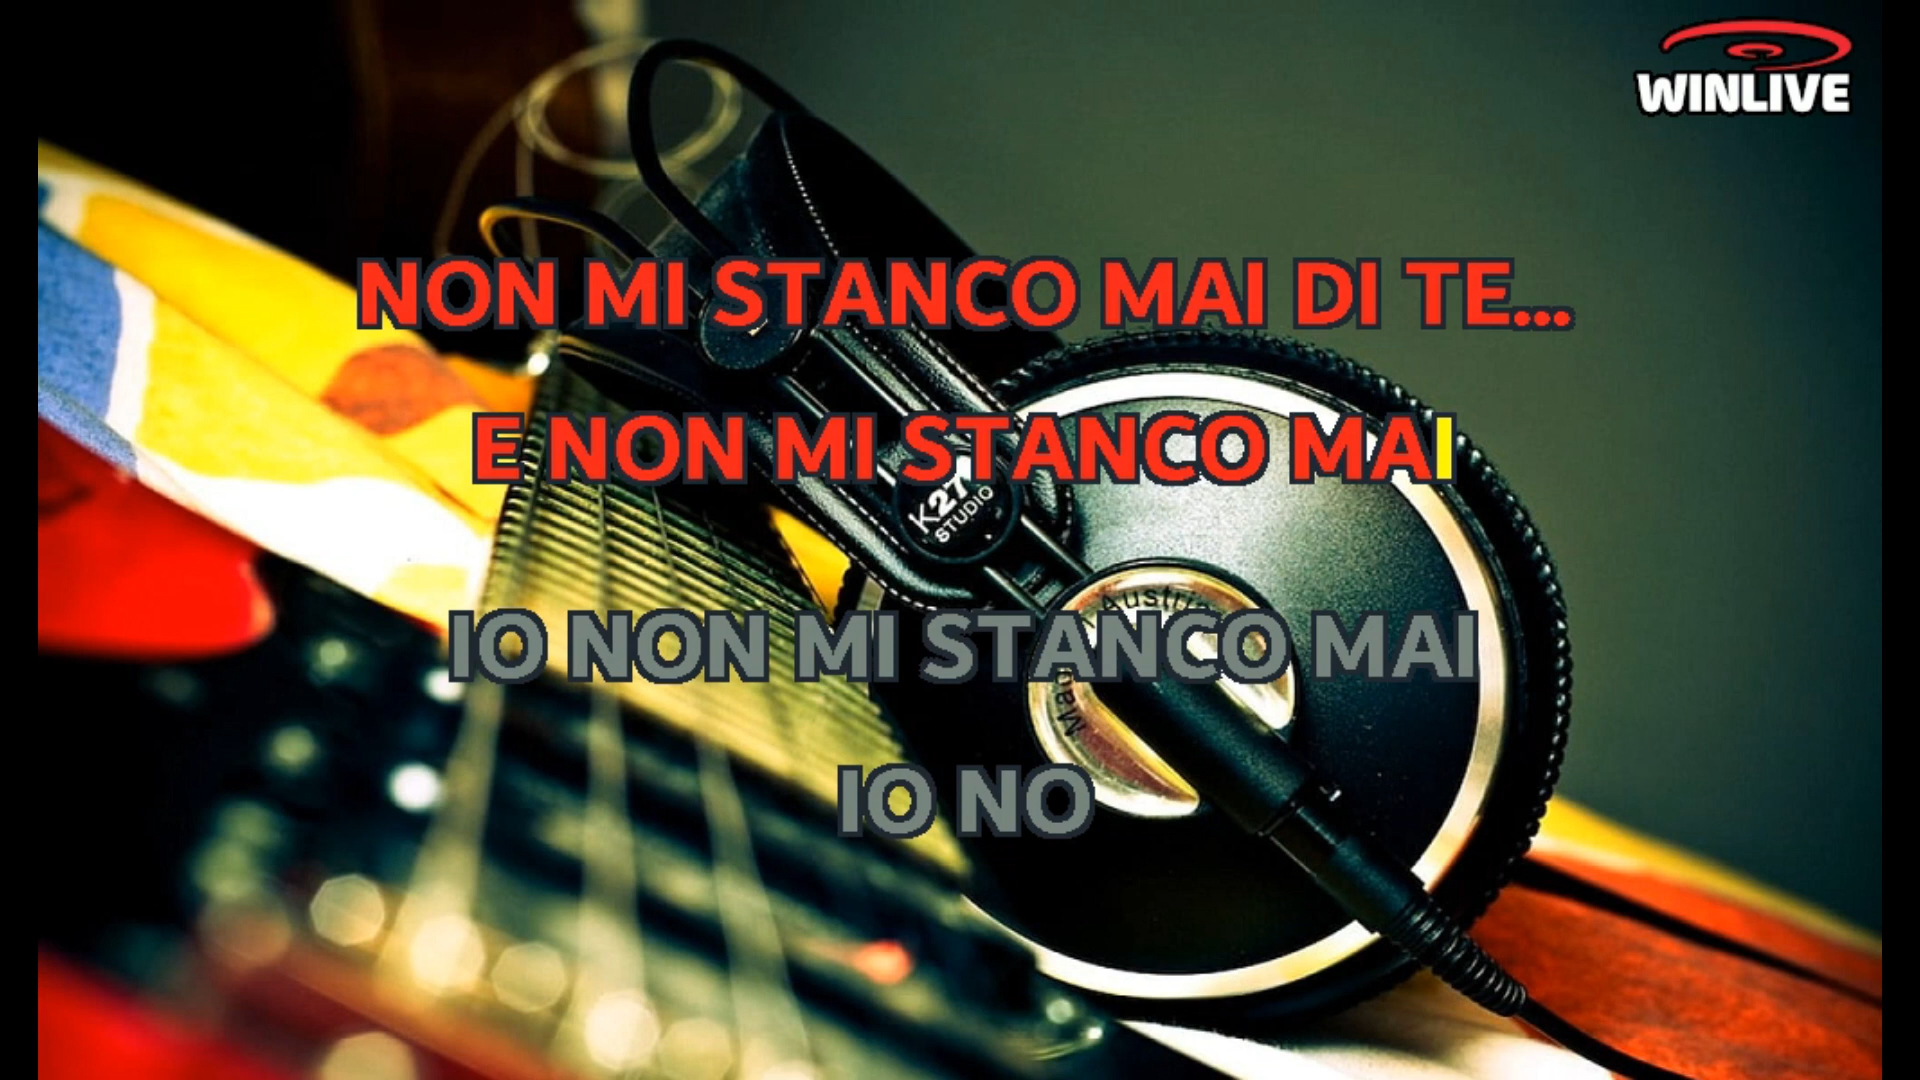 WINLIVE
NON MI STANCO MAI DI TE...
E NON MI STANCO MAI
K27
STUDIO
Austria
IO NON MI STANCO MAI
IO NO